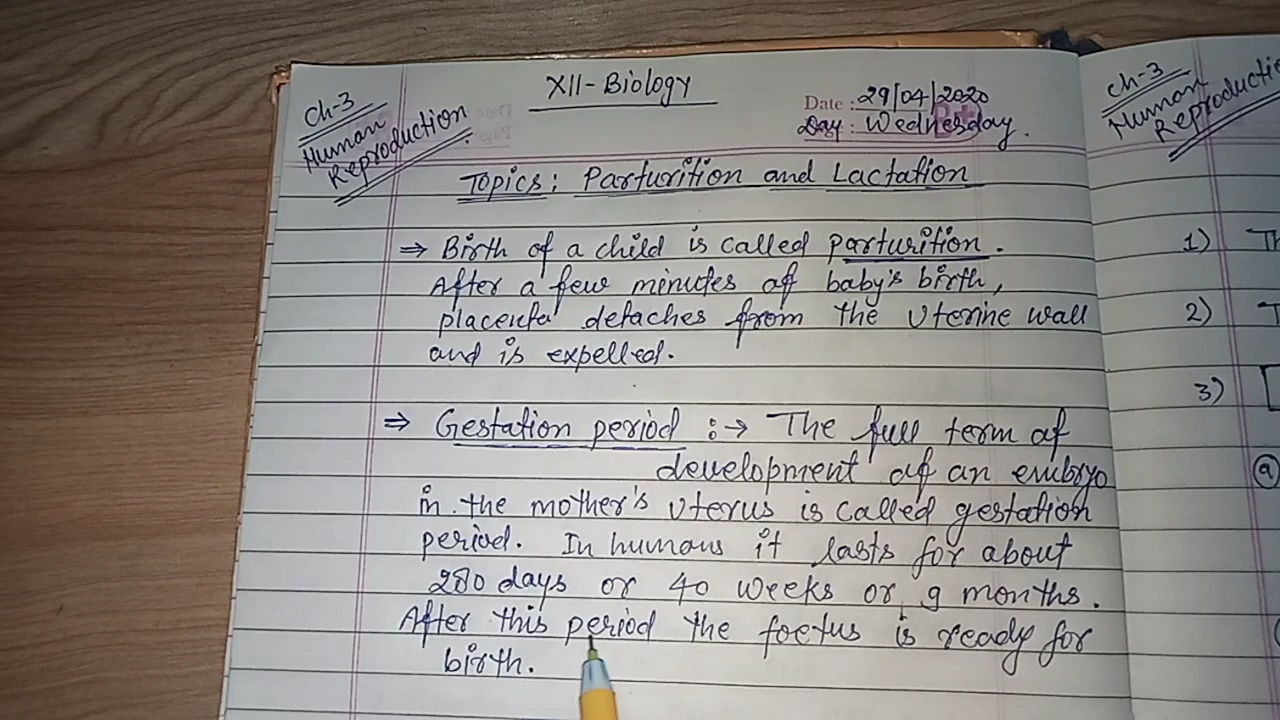 XII-Biology
Ch-3
Human
Reproduction
Date : 29/04/2020
Day : Wednesday.
Topics: Parturition and Lactation
⇒ Birth of a child is called parturition.
After a few minutes of baby's birth,
placenta detaches from the Uterine wall
and is expelled.
⇒ Gestation period :→ The full term of
development of an embryo
in the mother's Uterus is called gestation
period. In humans it lasts for about
280 days or 40 weeks or 9 months.
After this period the foetus is ready for
birth.
Ch-3
Human
1)
2)
3)
a